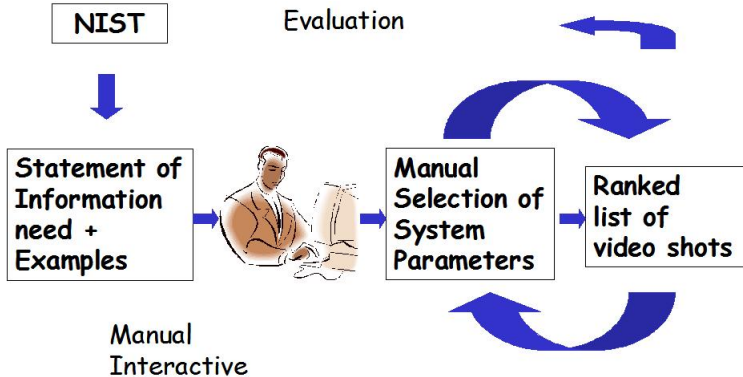 NIST
Evaluation
Statement of
Information
need +
Examples
Manual
Selection of
System
Parameters
Ranked
list of
video shots
Manual
Interactive